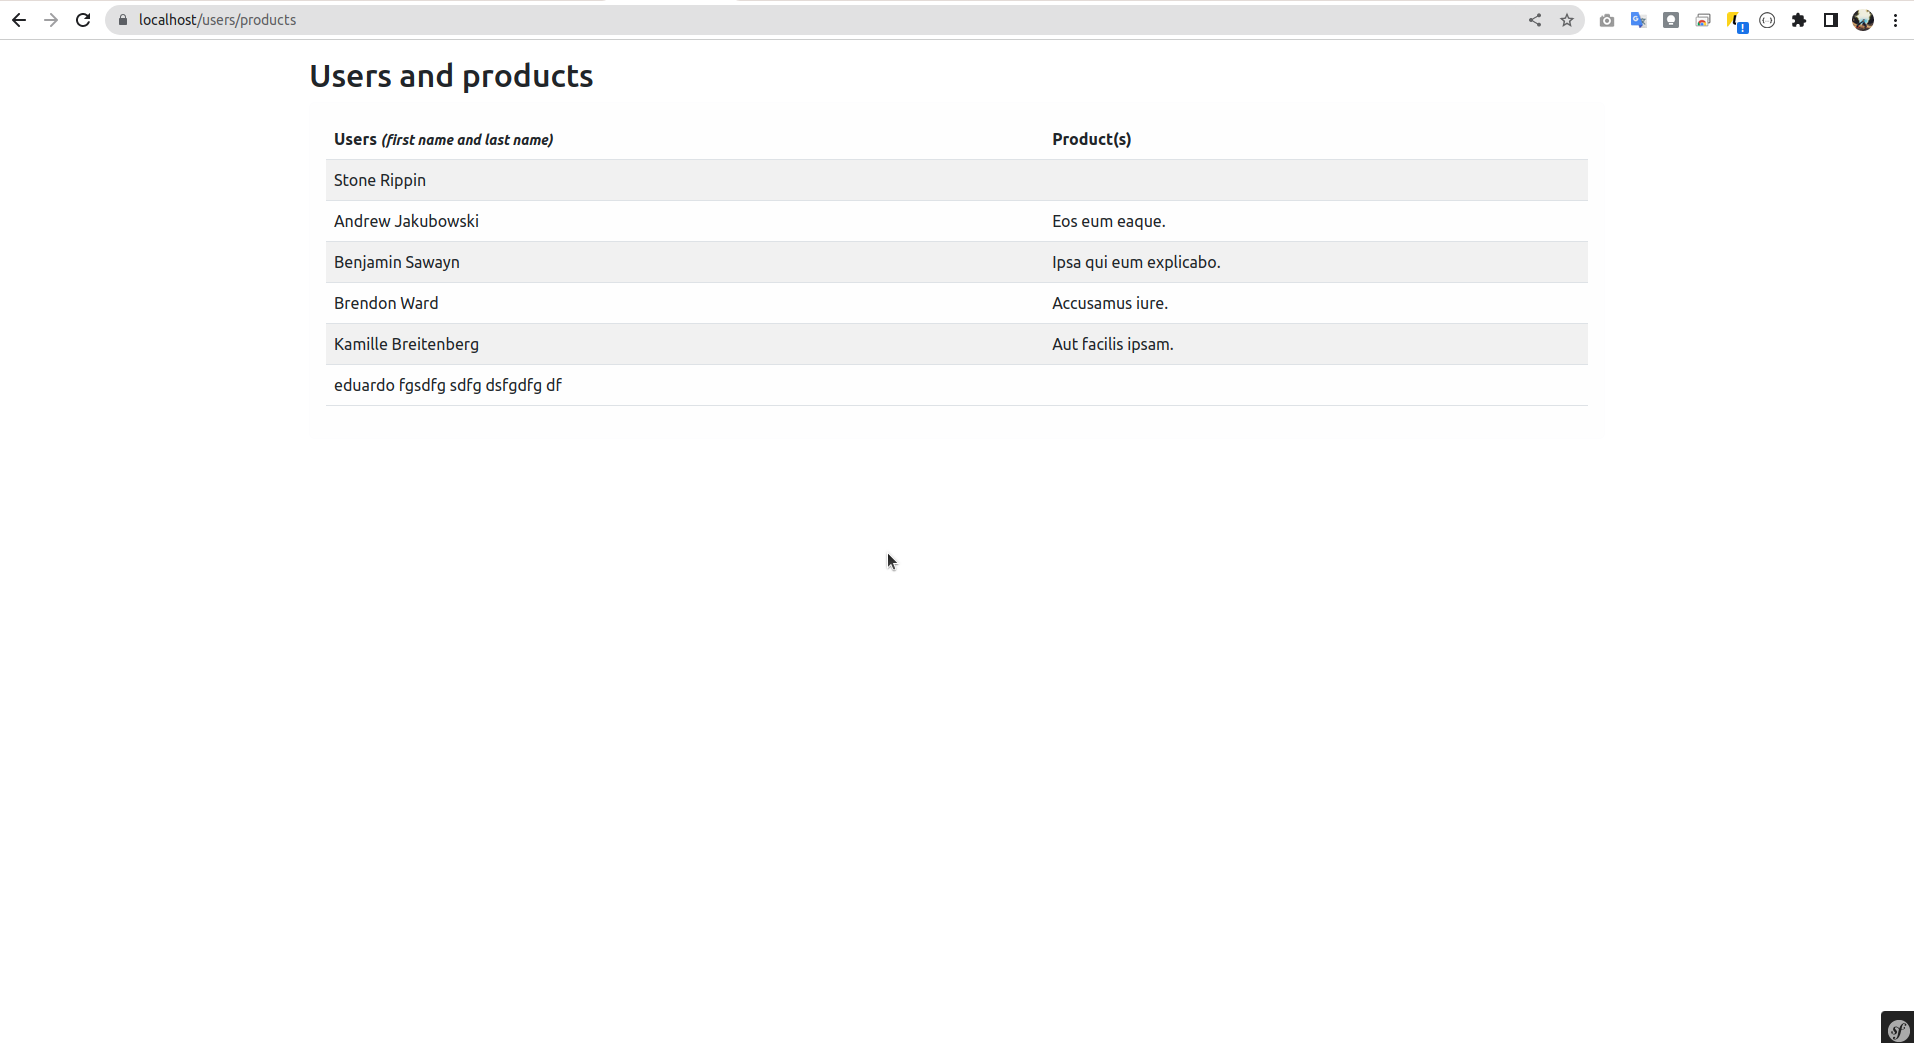 localhost/users/products
Users and products
Users (first name and last name) Product(s)
Stone Rippin
Andrew Jakubowski Eos eum eaque.
Benjamin Sawayn Ipsa qui eum explicabo.
Brendon Ward Accusamus iure.
Kamille Breitenberg Aut facilis ipsam.
eduardo fgsdfg sdfg dsfgdfg df
sf